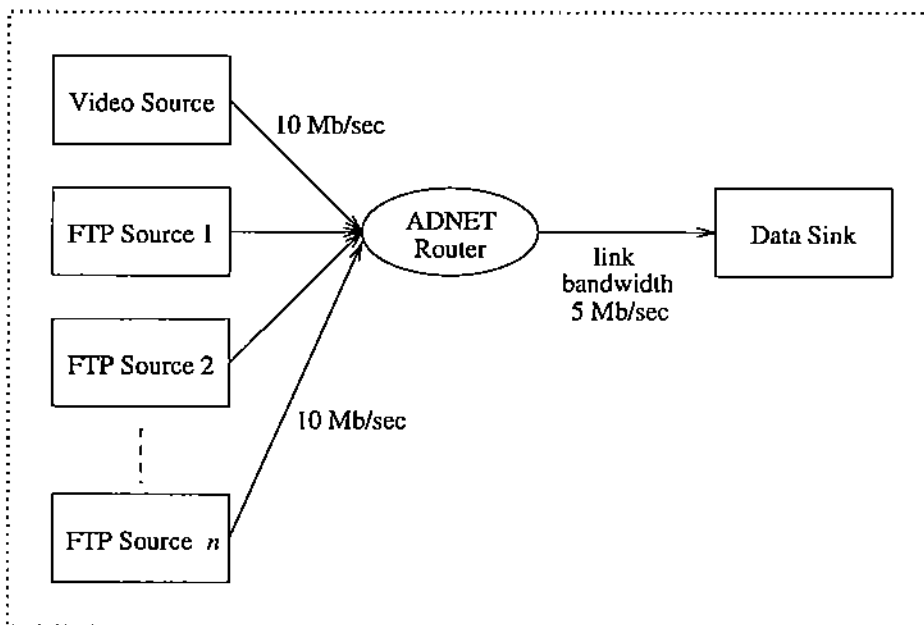 Video Source
10 Mb/sec
FTP Source 1
ADNET
Router
Data Sink
link
bandwidth
5 Mb/sec
FTP Source 2
10 Mb/sec
FTP Source n